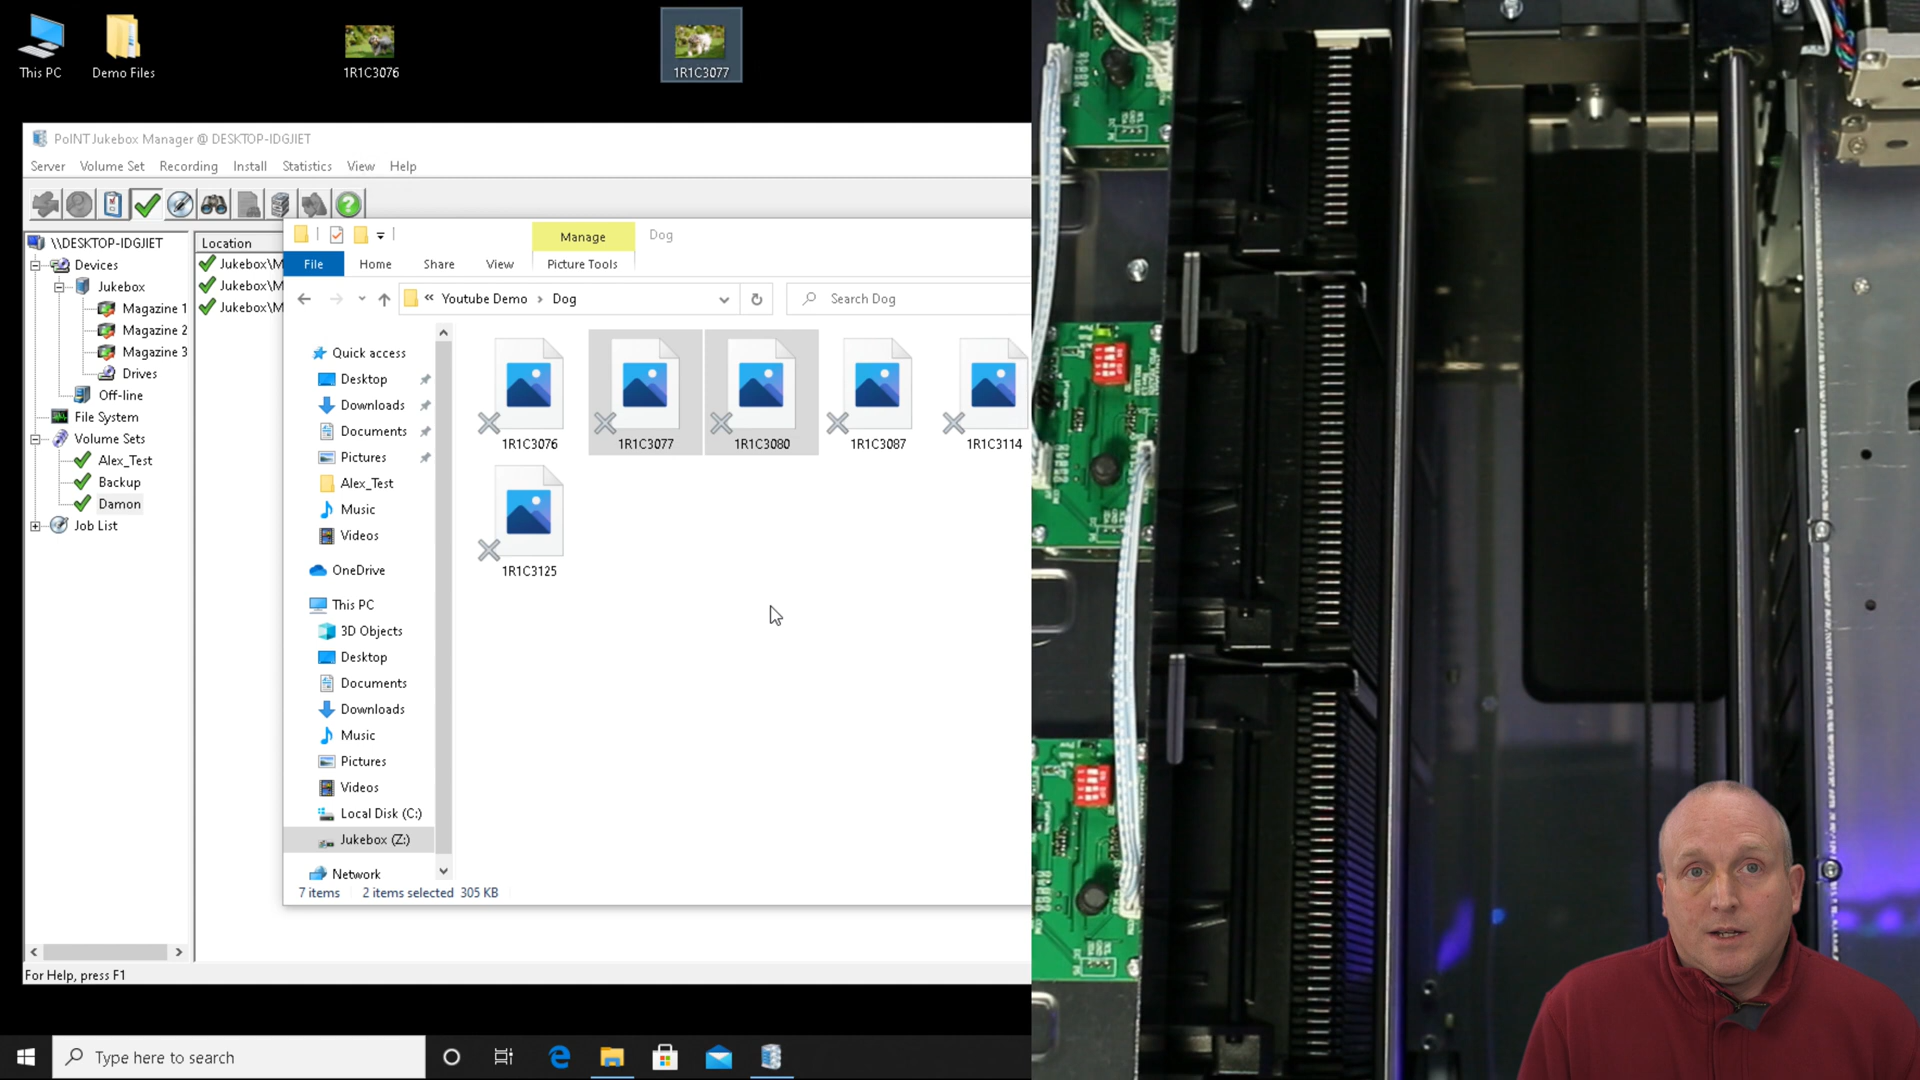 This PC
Demo Files
1R1C3076
1R1C3077
PoINT Jukebox Manager @ DESKTOP-IDGJIET
Server Volume Set Recording Install Statistics View Help
\\DESKTOP-IDGJIET
Devices
Jukebox
Magazine 1
Magazine 2
Magazine 3
Drives
Off-line
File System
Volume Sets
Alex_Test
Backup
Damon
Job List
Location
Jukebox\M
Jukebox\M
Jukebox\M
Manage
Dog
File Home Share View Picture Tools
« Youtube Demo › Dog
Search Dog
Quick access
Desktop
Downloads
Documents
Pictures
Alex_Test
Music
Videos
OneDrive
This PC
3D Objects
Desktop
Documents
Downloads
Music
Pictures
Videos
Local Disk (C:)
Jukebox (Z:)
Network
1R1C3076
1R1C3077
1R1C3080
1R1C3087
1R1C3114
1R1C3125
7 items 2 items selected 305 KB
For Help, press F1
Type here to search